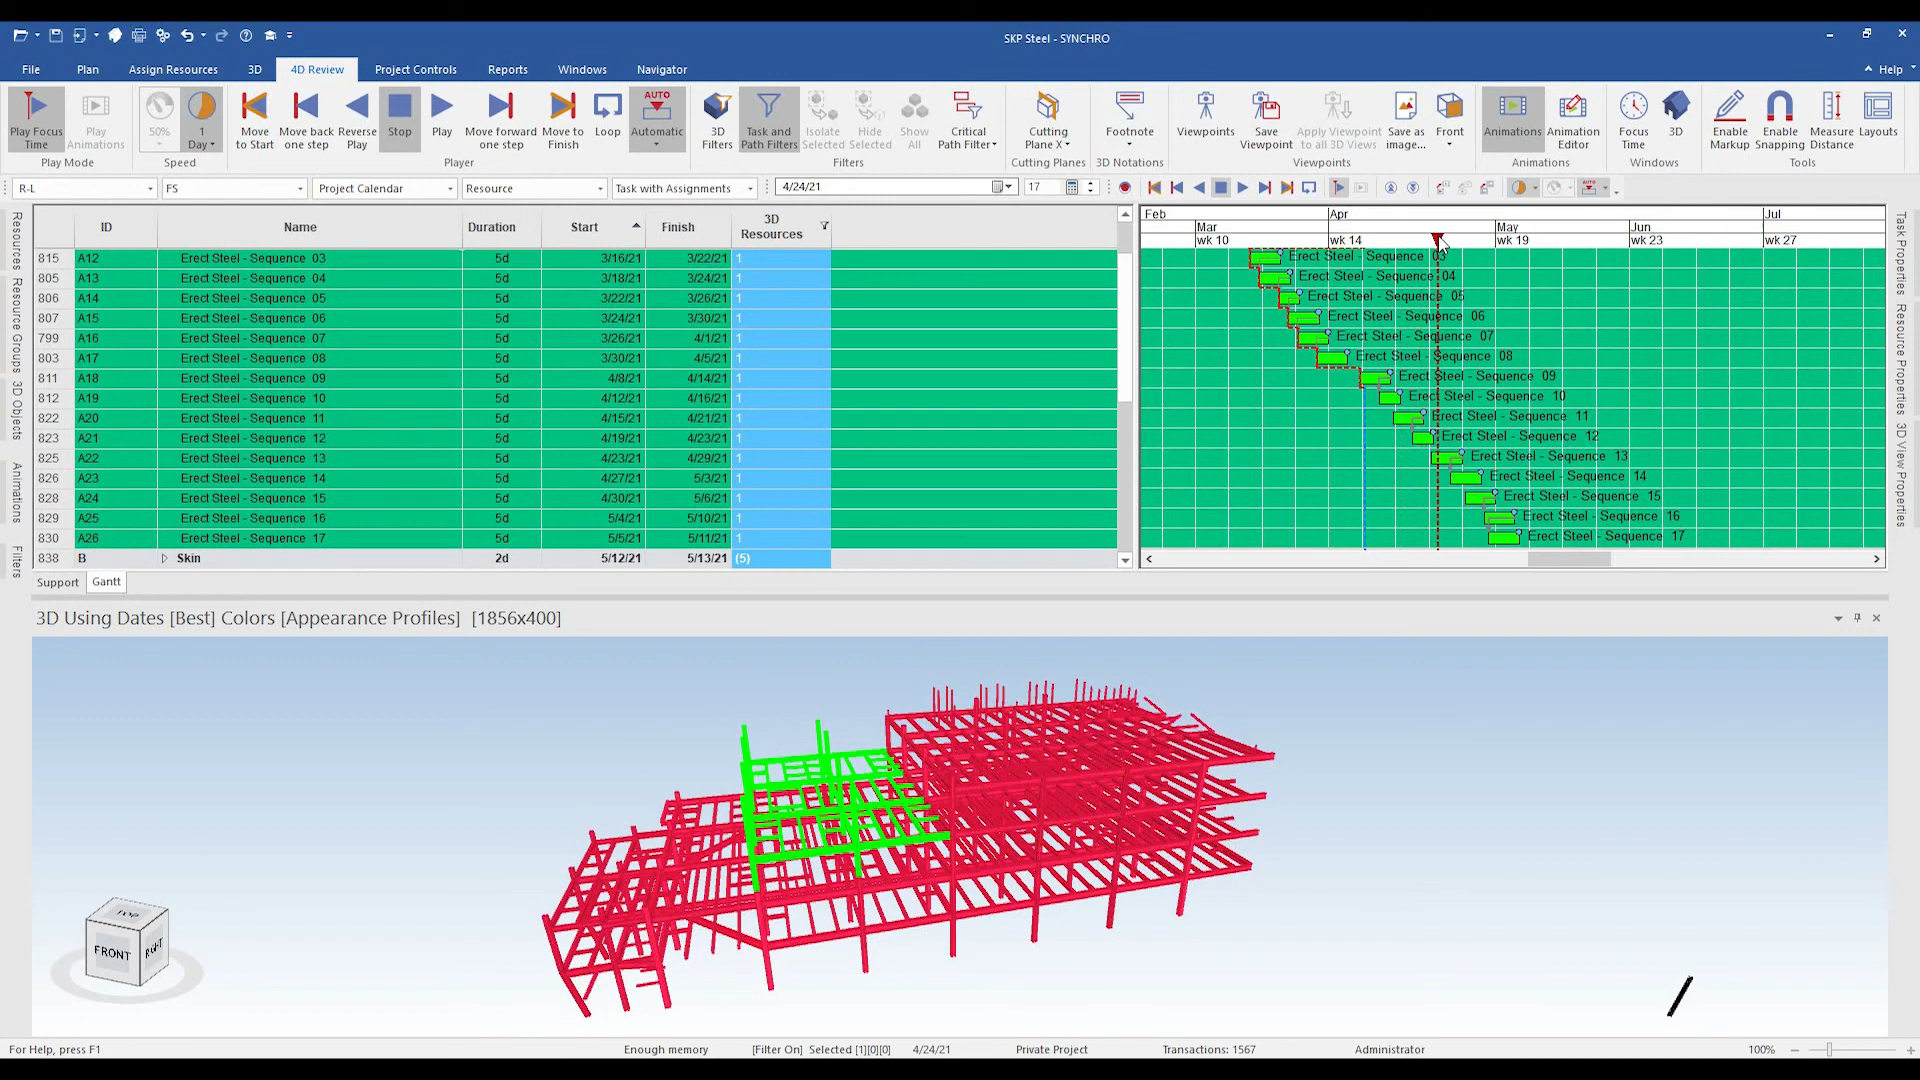 SKP Steel - SYNCHRO
File Plan Assign Resources 3D 4D Review Project Controls Reports Windows Navigator Help
Play Focus Time
Play Animations
Play Mode
50%
1 Day
Speed
Move to Start
Move back one step
Reverse Play
Stop
Play
Move forward one step
Move to Finish
Loop
AUTO
Automatic
Player
3D Filters
Task and Path Filters
Isolate Selected
Hide Selected
Show All
Critical Path Filter
Filters
Cutting Plane X
Cutting Planes
Footnote
3D Notations
Viewpoints
Save Viewpoint
Apply Viewpoint to all 3D Views
Save as image...
Front
Viewpoints
Animations
Animation Editor
Animations
Focus Time
3D
Windows
Enable Markup
Enable Snapping
Measure Distance
Layouts
Tools
R-L FS Project Calendar Resource Task with Assignments 4/24/21 17
ID Name Duration Start Finish 3D Resources
815 A12 Erect Steel - Sequence 03 5d 3/16/21 3/22/21 1
805 A13 Erect Steel - Sequence 04 5d 3/18/21 3/24/21 1
806 A14 Erect Steel - Sequence 05 5d 3/22/21 3/26/21 1
807 A15 Erect Steel - Sequence 06 5d 3/24/21 3/30/21 1
799 A16 Erect Steel - Sequence 07 5d 3/26/21 4/1/21 1
803 A17 Erect Steel - Sequence 08 5d 3/30/21 4/5/21 1
811 A18 Erect Steel - Sequence 09 5d 4/8/21 4/14/21 1
812 A19 Erect Steel - Sequence 10 5d 4/12/21 4/16/21 1
822 A20 Erect Steel - Sequence 11 5d 4/15/21 4/21/21 1
823 A21 Erect Steel - Sequence 12 5d 4/19/21 4/23/21 1
825 A22 Erect Steel - Sequence 13 5d 4/23/21 4/29/21 1
826 A23 Erect Steel - Sequence 14 5d 4/27/21 5/3/21 1
828 A24 Erect Steel - Sequence 15 5d 4/30/21 5/6/21 1
829 A25 Erect Steel - Sequence 16 5d 5/4/21 5/10/21 1
830 A26 Erect Steel - Sequence 17 5d 5/5/21 5/11/21 1
838 B Skin 2d 5/12/21 5/13/21 (5)
Feb Apr Jul
Mar May Jun
wk 10 wk 14 wk 19 wk 23 wk 27
Erect Steel - Sequence 03
Erect Steel - Sequence 04
Erect Steel - Sequence 05
Erect Steel - Sequence 06
Erect Steel - Sequence 07
Erect Steel - Sequence 08
Erect Steel - Sequence 09
Erect Steel - Sequence 10
Erect Steel - Sequence 11
Erect Steel - Sequence 12
Erect Steel - Sequence 13
Erect Steel - Sequence 14
Erect Steel - Sequence 15
Erect Steel - Sequence 16
Erect Steel - Sequence 17
Resources
Resource Groups
3D Objects
Animations
Filters
Task Properties
Resource Properties
3D View Properties
Support Gantt
3D Using Dates [Best] Colors [Appearance Profiles] [1856x400]
TOP
FRONT
RIGHT
For Help, press F1 Enough memory [Filter On] Selected [1][0][0] 4/24/21 Private Project Transactions: 1567 Administrator 100%